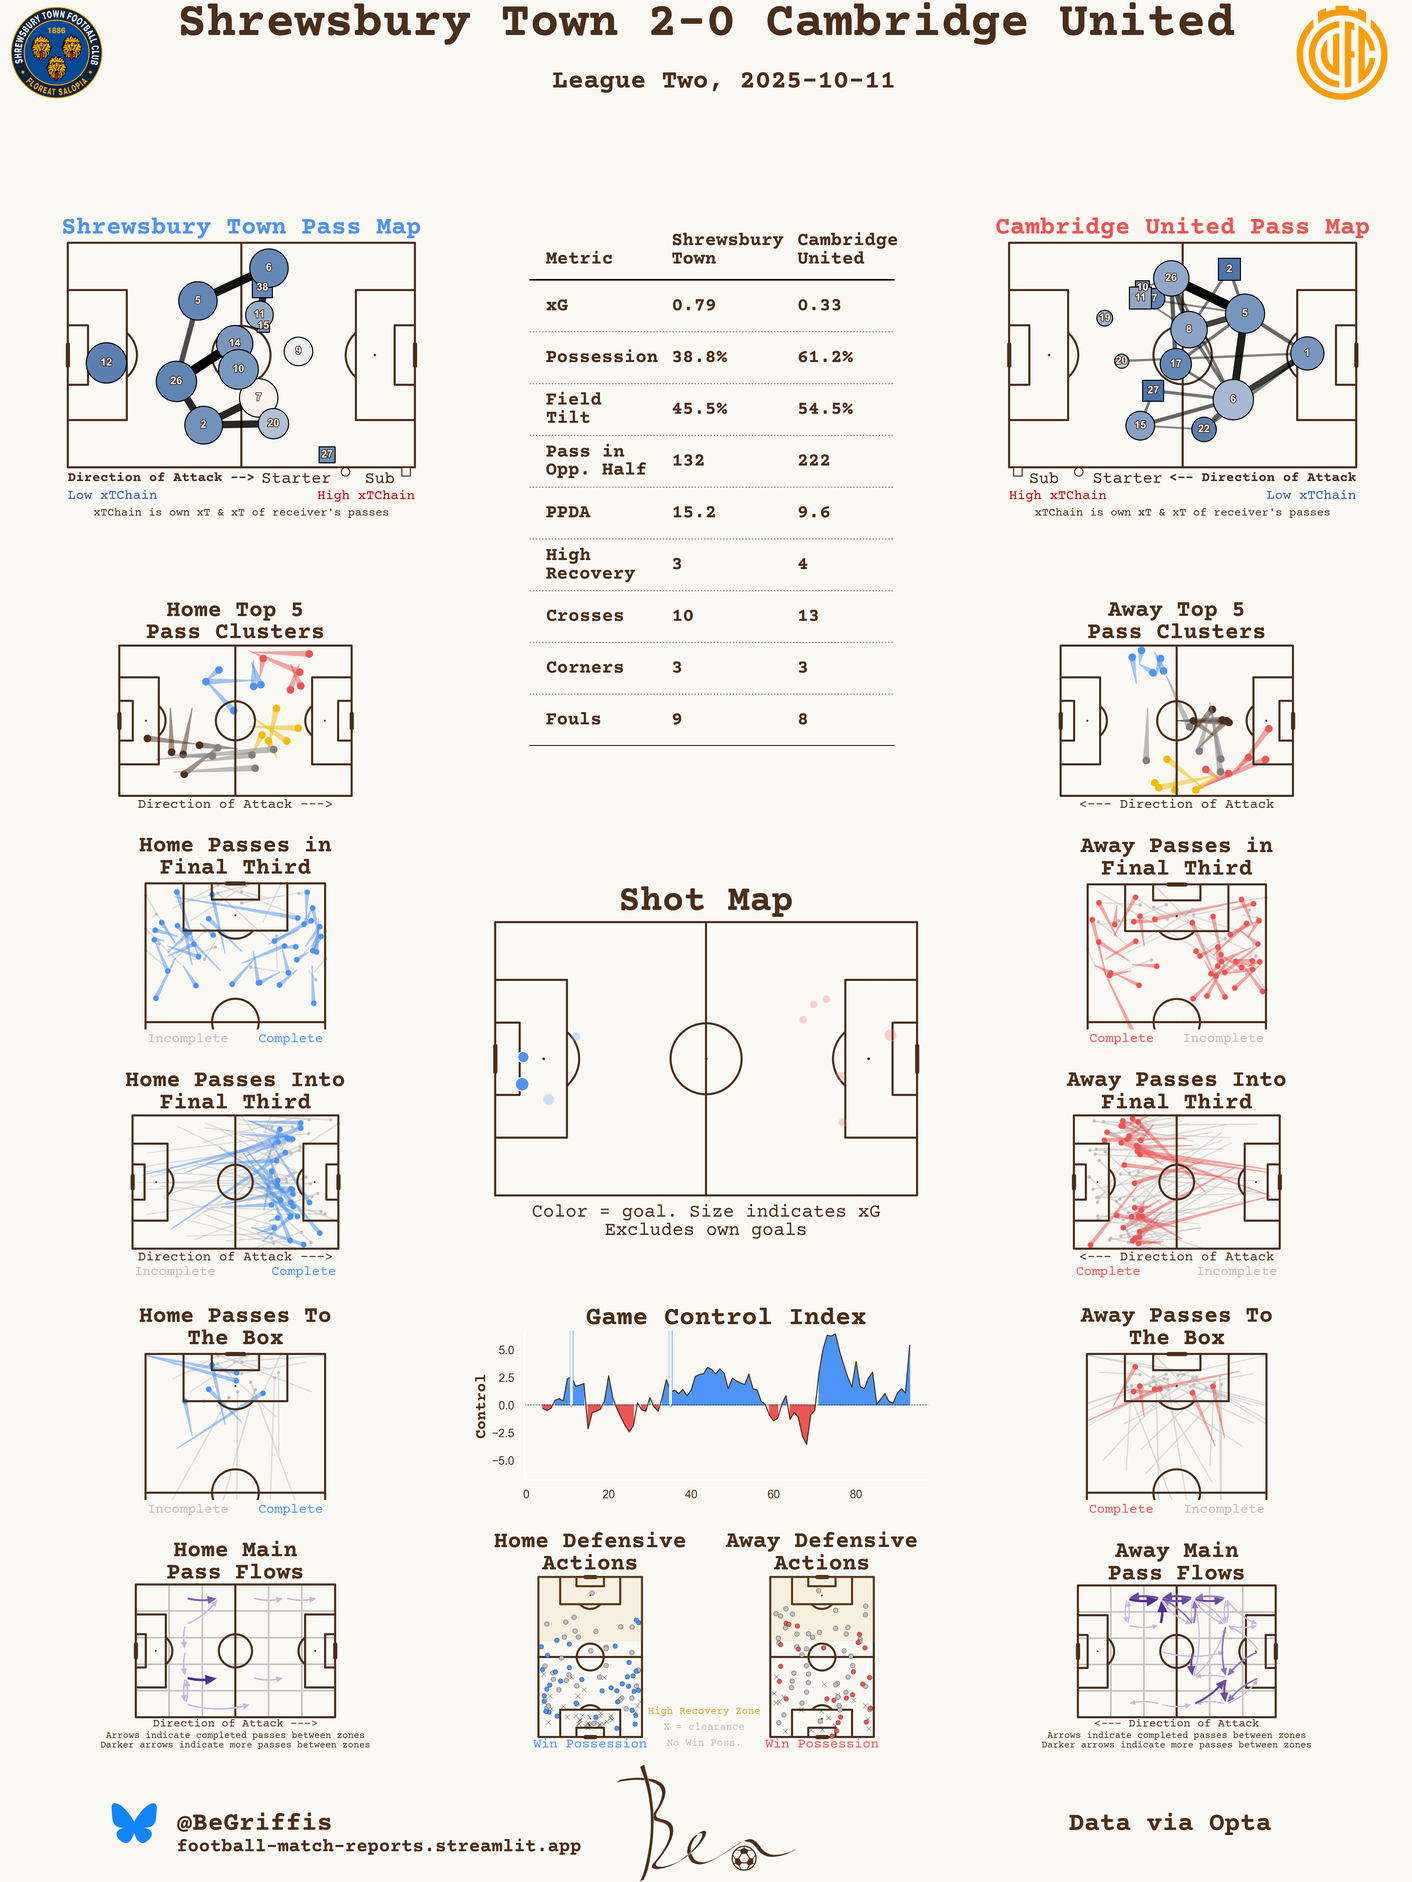 Shrewsbury Town 2-0 Cambridge United
League Two, 2025-10-11
SHREWSBURY TOWN FOOTBALL CLUB
1886
FLOREAT SALOPIA
CUFC
Shrewsbury Town Pass Map
6
38
5
11
15
14
9
12
10
26
7
2
20
27
Direction of Attack --> Starter Sub
Low xTChain High xTChain
xTChain is own xT & xT of receiver's passes
Metric Shrewsbury Town Cambridge United
xG 0.79 0.33
Possession 38.8% 61.2%
Field Tilt 45.5% 54.5%
Pass in Opp. Half 132 222
PPDA 15.2 9.6
High Recovery 3 4
Crosses 10 13
Corners 3 3
Fouls 9 8
Cambridge United Pass Map
2
26
10
11
7
5
19
8
1
20
17
27
6
15
22
Sub Starter <-- Direction of Attack
High xTChain Low xTChain
xTChain is own xT & xT of receiver's passes
Home Top 5
Pass Clusters
Direction of Attack --->
Away Top 5
Pass Clusters
<--- Direction of Attack
Home Passes in
Final Third
Incomplete Complete
Away Passes in
Final Third
Complete Incomplete
Shot Map
Color = goal. Size indicates xG
Excludes own goals
Home Passes Into
Final Third
Direction of Attack --->
Incomplete Complete
Away Passes Into
Final Third
<--- Direction of Attack
Complete Incomplete
Home Passes To
The Box
Incomplete Complete
Game Control Index
Control
5.0
2.5
0.0
−2.5
−5.0
0 20 40 60 80
Away Passes To
The Box
Complete Incomplete
Home Main
Pass Flows
Direction of Attack --->
Arrows indicate completed passes between zones
Darker arrows indicate more passes between zones
Home Defensive
Actions
Win Possession
High Recovery Zone
X = clearance
No Win Poss.
Away Defensive
Actions
Win Possession
Away Main
Pass Flows
<--- Direction of Attack
Arrows indicate completed passes between zones
Darker arrows indicate more passes between zones
@BeGriffis
football-match-reports.streamlit.app
Ben
Data via Opta